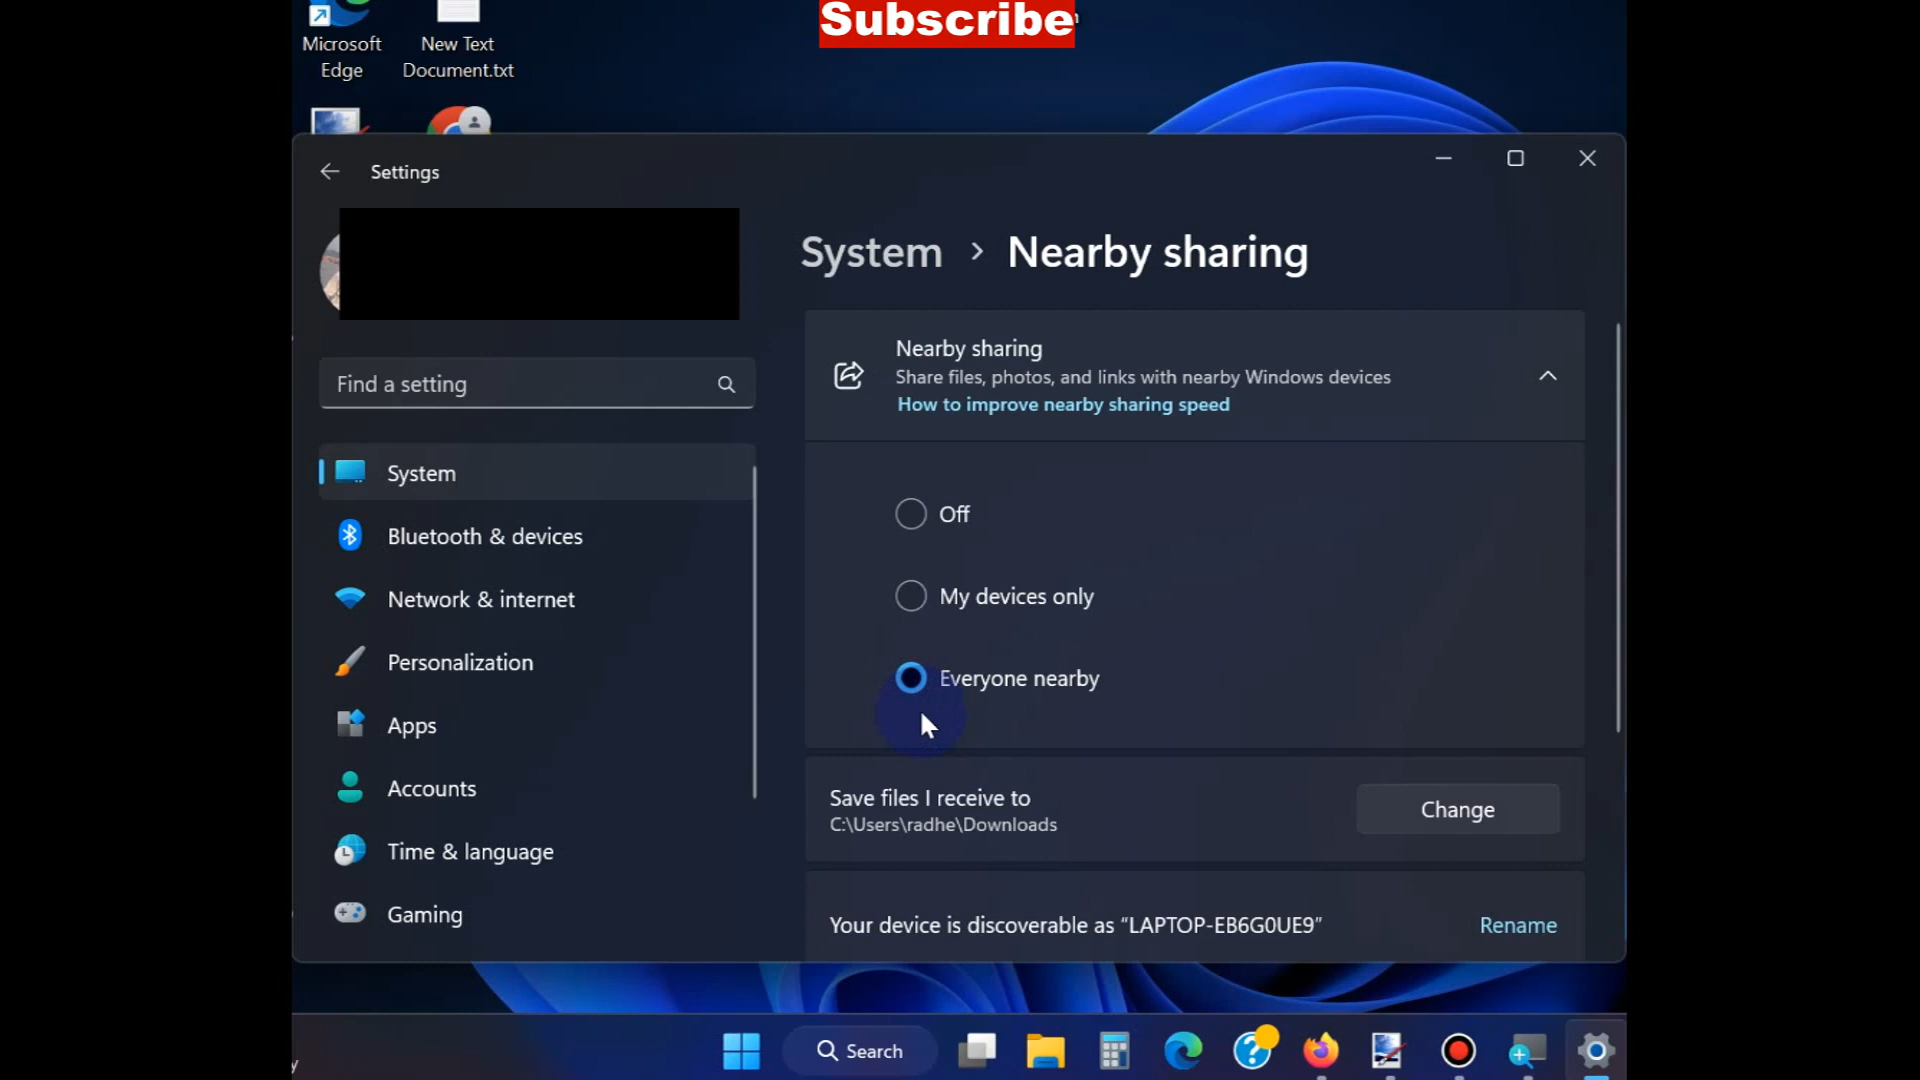 Subscribe
Microsoft
Edge
New Text
Document.txt
Settings
System > Nearby sharing
Nearby sharing
Share files, photos, and links with nearby Windows devices
How to improve nearby sharing speed
Find a setting
System
Bluetooth & devices
Network & internet
Personalization
Apps
Accounts
Time & language
Gaming
Off
My devices only
Everyone nearby
Save files I receive to
C:\Users\radhe\Downloads
Change
Your device is discoverable as “LAPTOP-EB6G0UE9”
Rename
Search